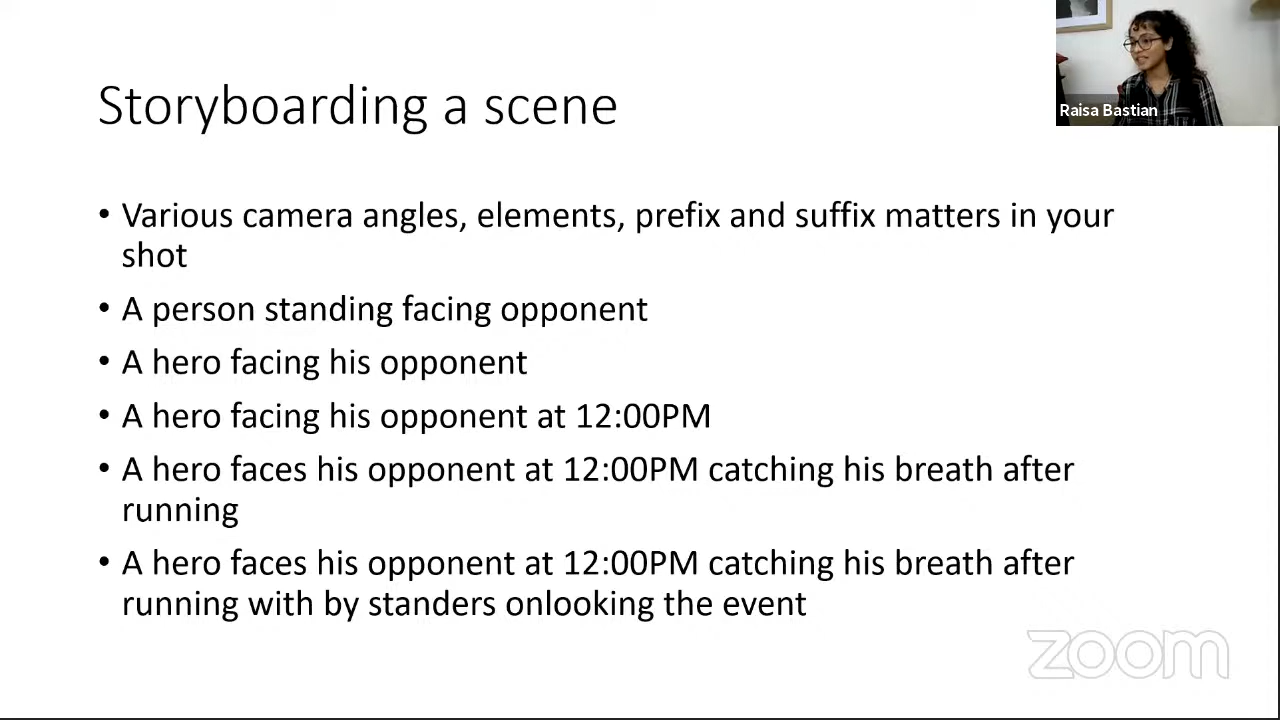 Raisa Bastian
Storyboarding a scene
• Various camera angles, elements, prefix and suffix matters in your
shot
• A person standing facing opponent
• A hero facing his opponent
• A hero facing his opponent at 12:00PM
• A hero faces his opponent at 12:00PM catching his breath after
running
• A hero faces his opponent at 12:00PM catching his breath after
running with by standers onlooking the event
zoom